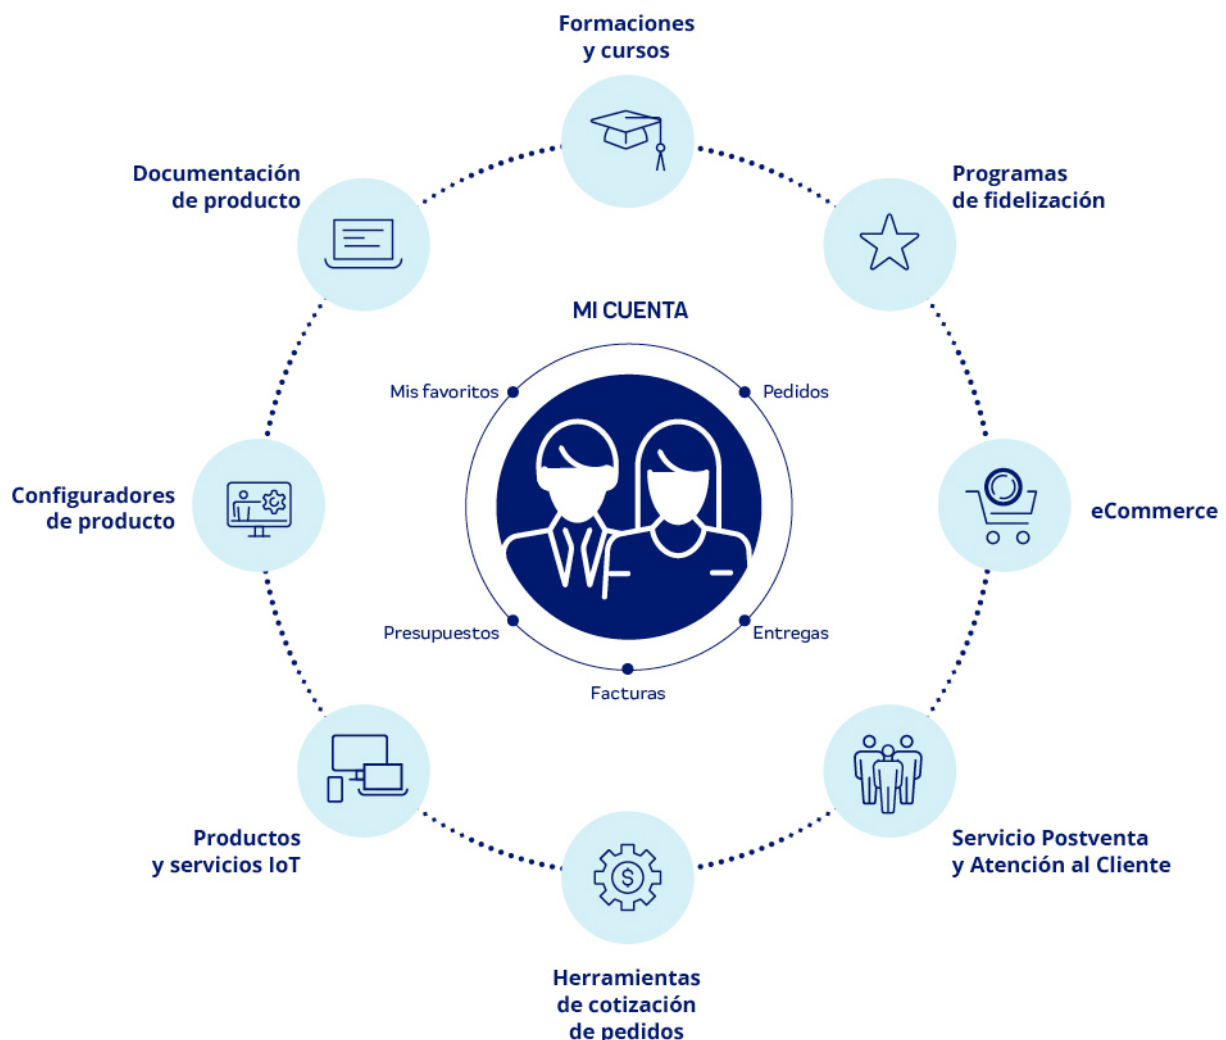 Formaciones
y cursos
Documentación
de producto
Programas
de fidelización
MI CUENTA
Mis favoritos
Pedidos
Configuradores
de producto
eCommerce
Presupuestos
Entregas
Facturas
Productos
y servicios IoT
$
Servicio Postventa
y Atención al Cliente
Herramientas
de cotización
de pedidos